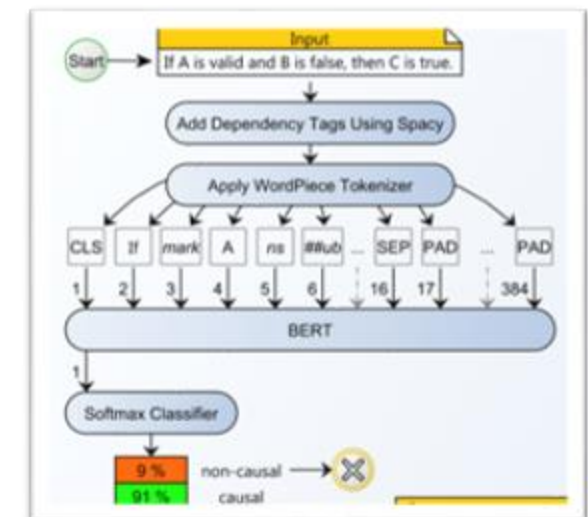 Input
Start
If A is valid and B is false, then C is true.
Add Dependency Tags Using Spacy
Apply WordPiece Tokenizer
CLS If mark A ns ##ub ... SEP PAD ... PAD
1 2 3 4 5 6 16 17 384
BERT
1
Softmax Classifier
9 % non-causal
91 % causal